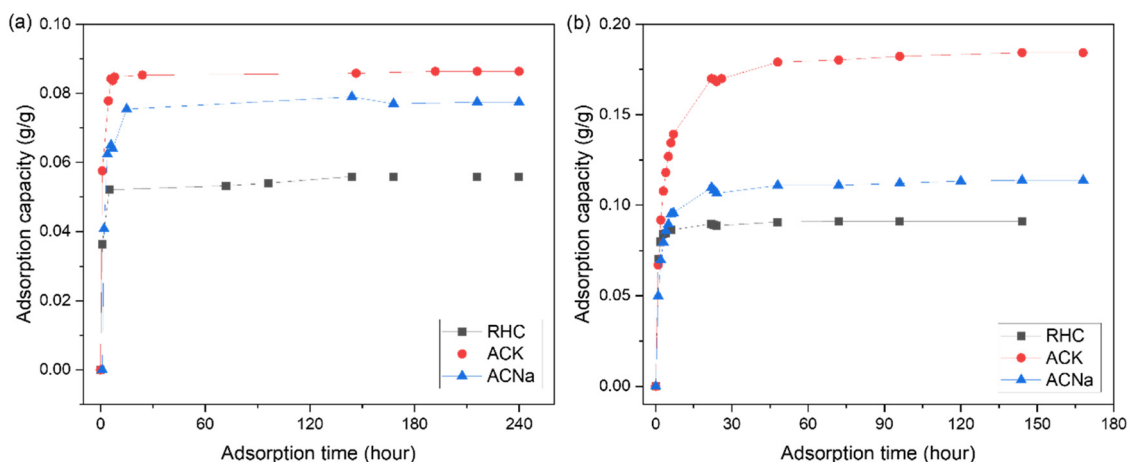 (a)
Adsorption capacity (g/g)
0.10
0.08
0.06
0.04
0.02
0.00
0
60
120
180
240
Adsorption time (hour)
RHC
ACK
ACNa
(b)
Adsorption capacity (g/g)
0.20
0.15
0.10
0.05
0.00
0
30
60
90
120
150
180
Adsorption time (hour)
RHC
ACK
ACNa